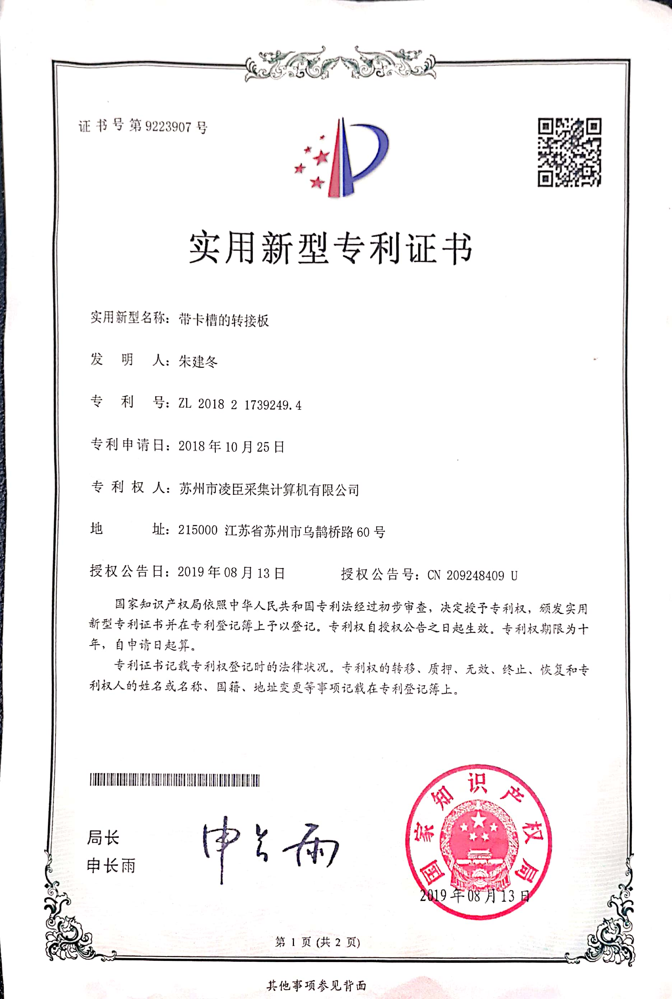 证书号第9223907号
实用新型专利证书
实用新型名称：带卡槽的转接板
发明人：朱建冬
专利号：ZL 2018 2 1739249.4
专利申请日：2018年10月25日
专利权人：苏州市凌臣采集计算机有限公司
地址：215000 江苏省苏州市乌鹊桥路60号
授权公告日：2019年08月13日 授权公告号：CN 209248409 U
国家知识产权局依照中华人民共和国专利法经过初步审查，决定授予专利权，颁发实用
新型专利证书并在专利登记簿上予以登记。专利权自授权公告之日起生效。专利权期限为十
年，自申请日起算。
专利证书记载专利权登记时的法律状况。专利权的转移、质押、无效、终止、恢复和专
利权人的姓名或名称、国籍、地址变更等事项记载在专利登记簿上。
局长
申长雨
申长雨
国家知识产权局
2019年08月13日
第 1 页 (共 2 页)
其他事项参见背面